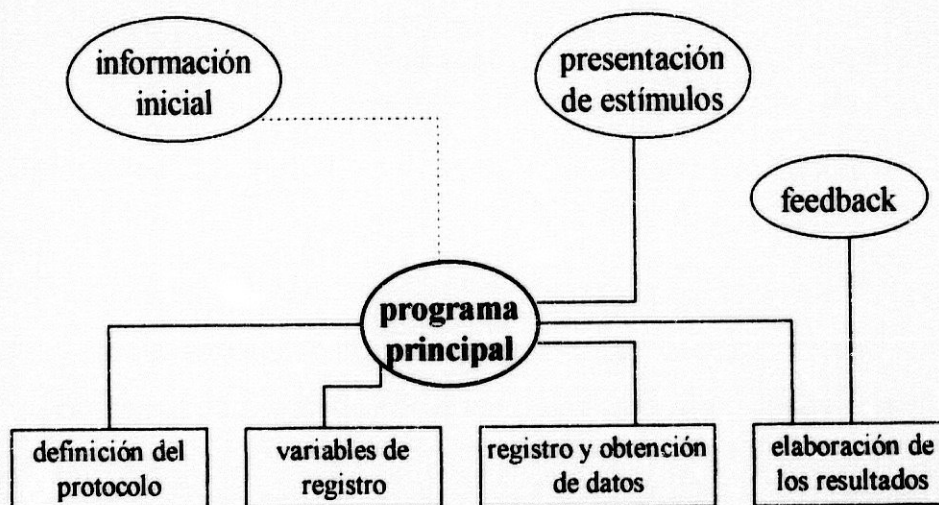 información
inicial
presentación
de estímulos
feedback
programa
principal
definición del
protocolo
variables de
registro
registro y obtención
de datos
elaboración de
los resultados